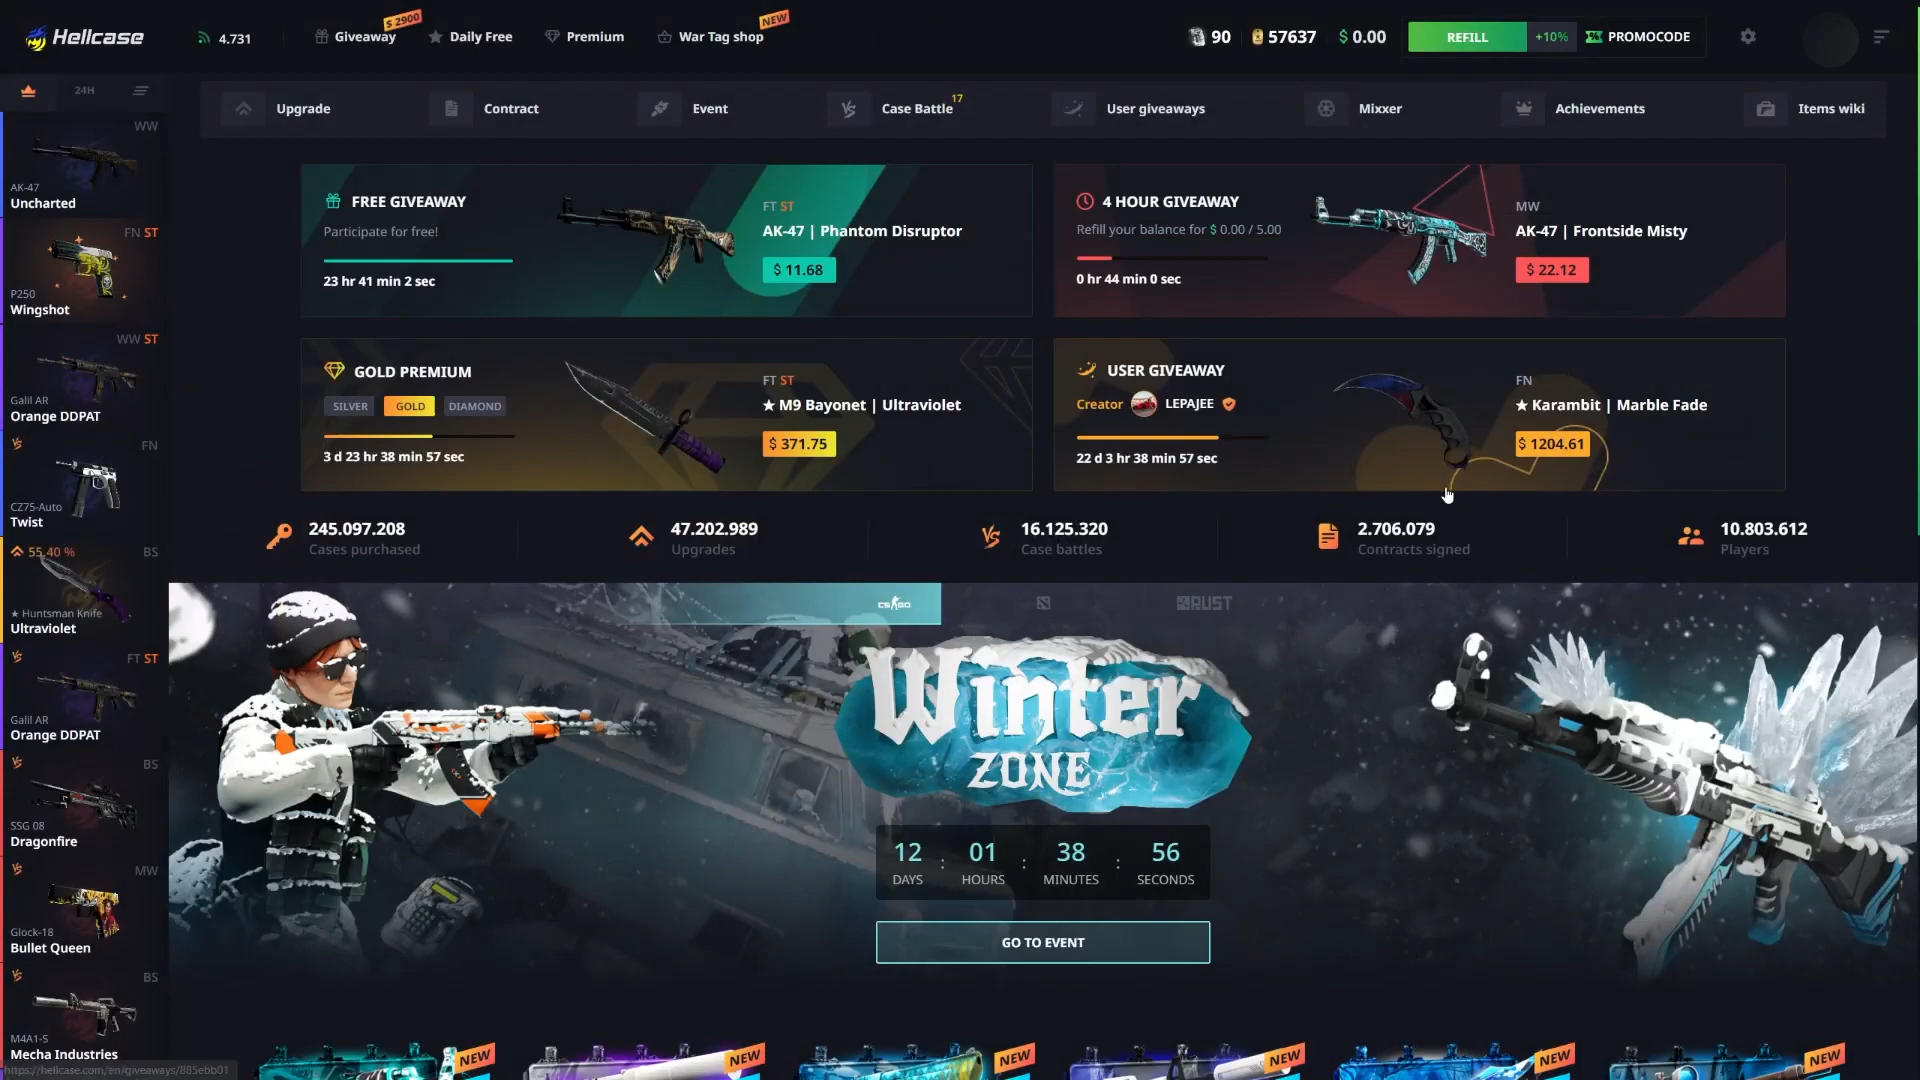 Hellcase
4.731
Giveaway
$ 2900
Daily Free
Premium
War Tag shop
NEW
90
57637
$ 0.00
REFILL
+10%
PROMOCODE
24H
Upgrade
Contract
Event
Case Battle
17
User giveaways
Mixxer
Achievements
Items wiki
WW
AK-47
Uncharted
FN ST
P250
Wingshot
WW ST
Galil AR
Orange DDPAT
FN
CZ75-Auto
Twist
55.40 %
BS
★ Huntsman Knife
Ultraviolet
FT ST
Galil AR
Orange DDPAT
BS
SSG 08
Dragonfire
MW
Glock-18
Bullet Queen
BS
M4A1-S
Mecha Industries
FREE GIVEAWAY
Participate for free!
23 hr 41 min 2 sec
FT ST
AK-47 | Phantom Disruptor
$ 11.68
4 HOUR GIVEAWAY
Refill your balance for $ 0.00 / 5.00
0 hr 44 min 0 sec
MW
AK-47 | Frontside Misty
$ 22.12
GOLD PREMIUM
SILVER GOLD DIAMOND
3 d 23 hr 38 min 57 sec
FT ST
★ M9 Bayonet | Ultraviolet
$ 371.75
USER GIVEAWAY
Creator LEPAJEE
22 d 3 hr 38 min 57 sec
FN
★ Karambit | Marble Fade
$ 1204.61
245.097.208
Cases purchased
47.202.989
Upgrades
16.125.320
Case battles
2.706.079
Contracts signed
10.803.612
Players
CS GO
RUST
Winter
ZONE
12 : 01 : 38 : 56
DAYS HOURS MINUTES SECONDS
GO TO EVENT
NEW
NEW
NEW
NEW
NEW
NEW
https://hellcase.com/en/giveaways/885ebb01